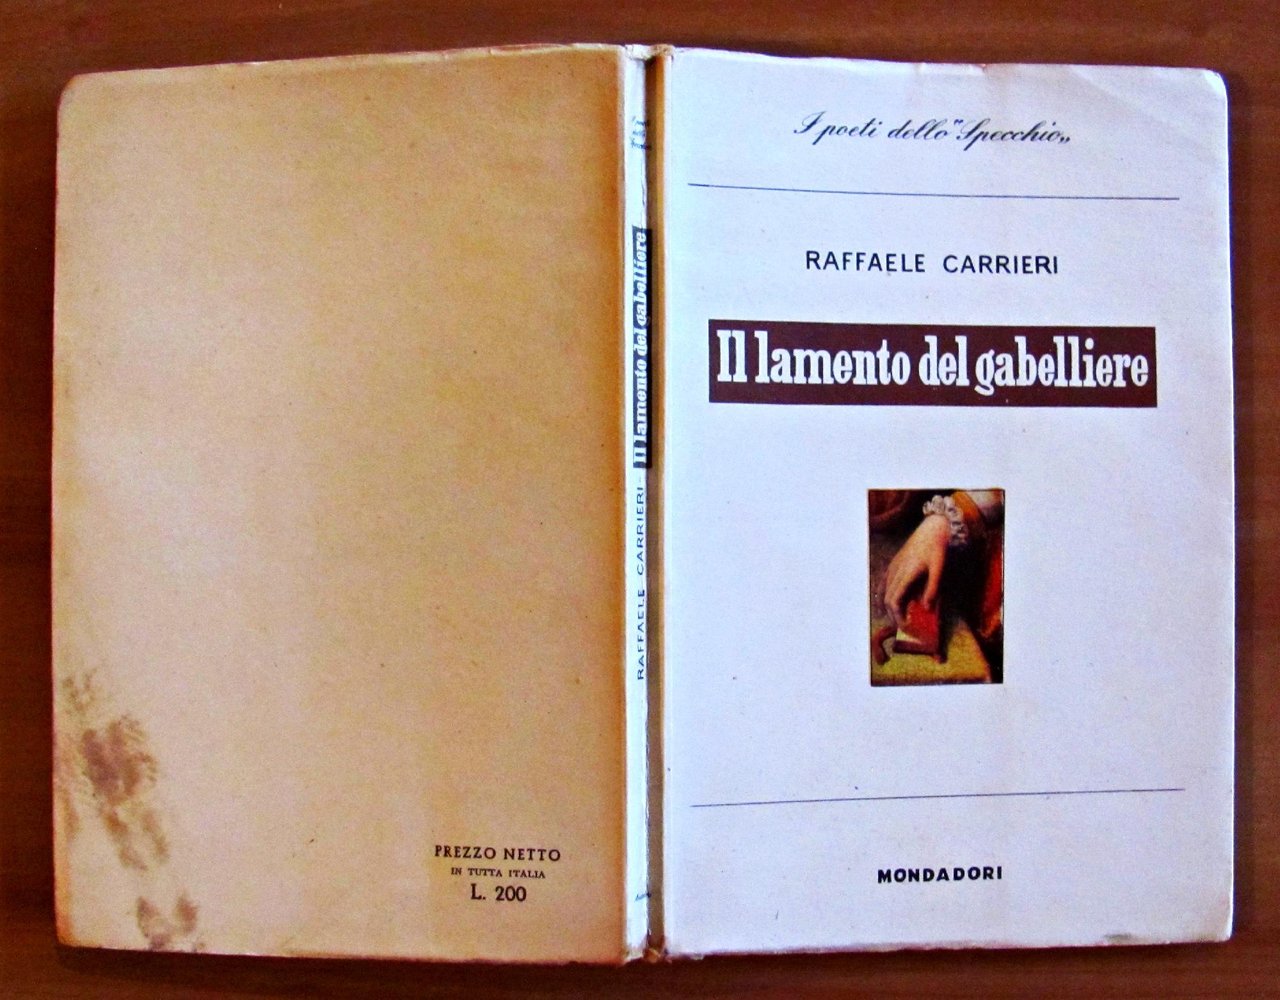 I poeti dello "Specchio„
RAFFAELE CARRIERI
Il lamento del gabelliere
MONDADORI
RAFFAELE CARRIERI - Il lamento del gabelliere
PREZZO NETTO
IN TUTTA ITALIA
L. 200